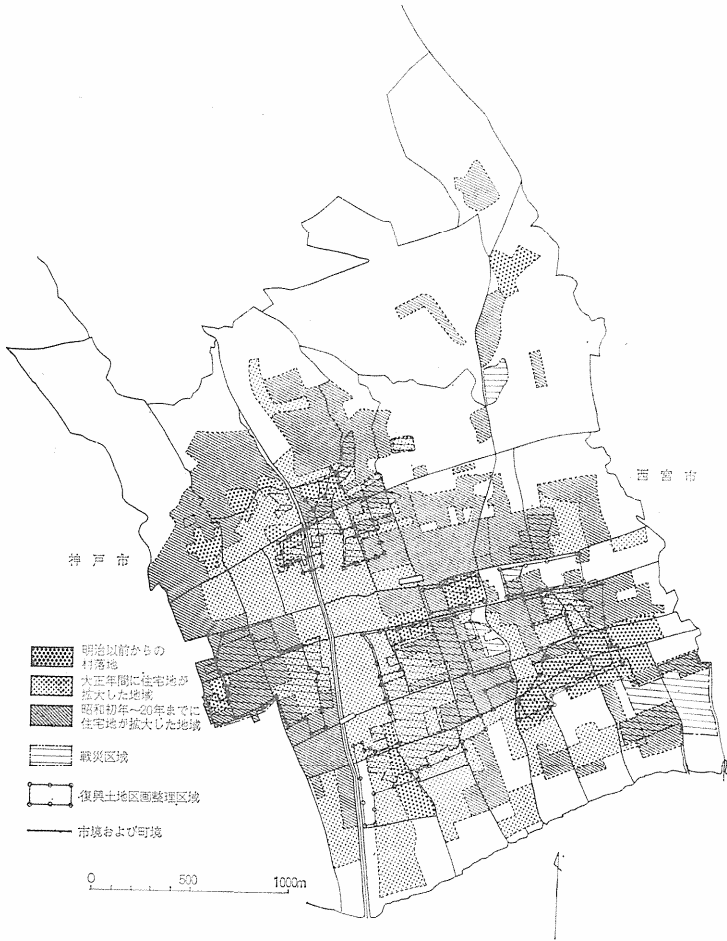 西宮市
神戸市
明治以前からの
村落地
大正年間に住宅地が
拡大した地域
昭和初年～20年までに
住宅地が拡大した地域
戦災区域
復興土地区画整理区域
市境および町境
0 500 1000m